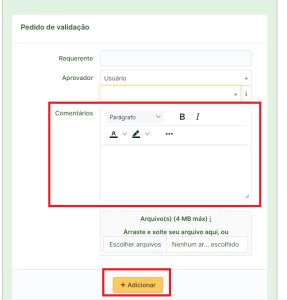 Pedido de validação
Requerente
Aprovador Usuário
i
Comentários Parágrafo B I
A
Arquivo(s) (4 MB máx) i
Arraste e solte seu arquivo aqui, ou
Escolher arquivos Nenhum ar... escolhido
+ Adicionar